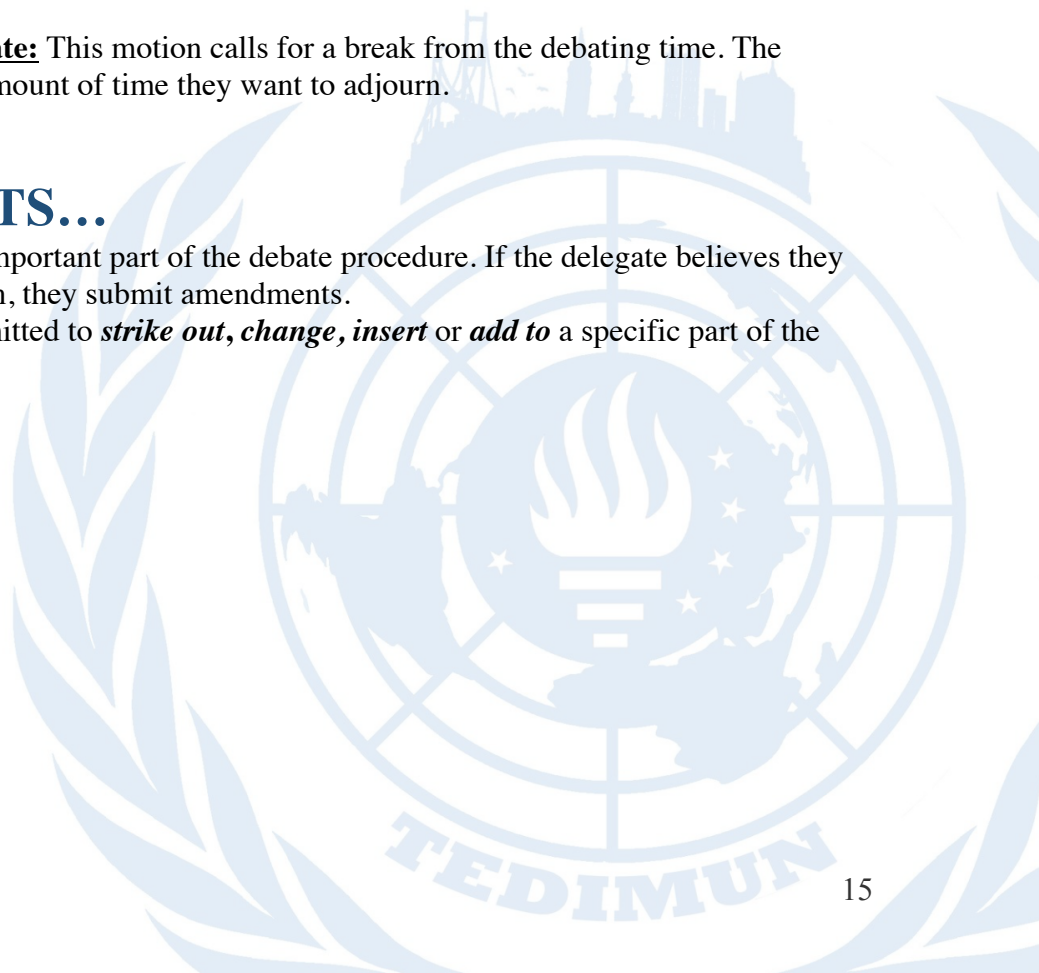 ate: This motion calls for a break from the debating time. The
mount of time they want to adjourn.
TS…
mportant part of the debate procedure. If the delegate believes they
n, they submit amendments.
itted to strike out, change, insert or add to a specific part of the
TEDIMUN
15